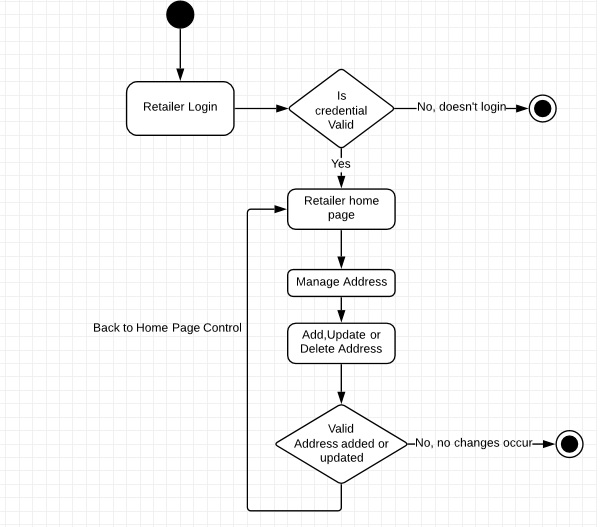 Retailer Login
Is
credential
Valid
No, doesn't login
Yes
Retailer home
page
Manage Address
Back to Home Page Control
Add,Update or
Delete Address
Valid
Address added or
updated
No, no changes occur